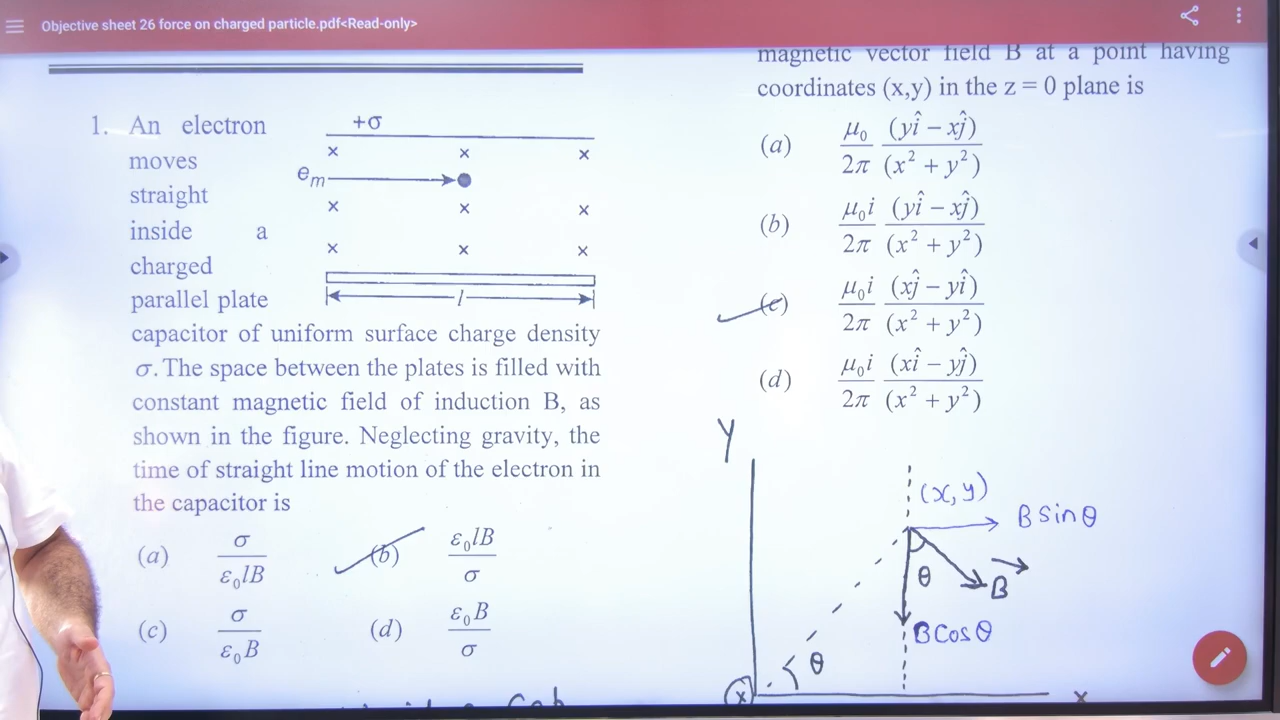 Objective sheet 26 force on charged particle.pdf<Read-only>
1. An electron
moves
straight
inside a
charged
parallel plate
capacitor of uniform surface charge density
σ. The space between the plates is filled with
constant magnetic field of induction B, as
shown in the figure. Neglecting gravity, the
time of straight line motion of the electron in
the capacitor is
+σ
× × ×
e_m
× × ×
× × ×
l
(a) σ / ε₀lB
(b) ε₀lB / σ
(c) σ / ε₀B
(d) ε₀B / σ
magnetic vector field B at a point having
coordinates (x,y) in the z = 0 plane is
(a) μ₀/2π (yî − xĵ)/(x² + y²)
(b) μ₀i/2π (yî − xĵ)/(x² + y²)
(c) μ₀i/2π (xĵ − yî)/(x² + y²)
(d) μ₀i/2π (xî − yĵ)/(x² + y²)
Y
(x, y)
B sin θ
θ
B
B Cos θ
θ
x
x